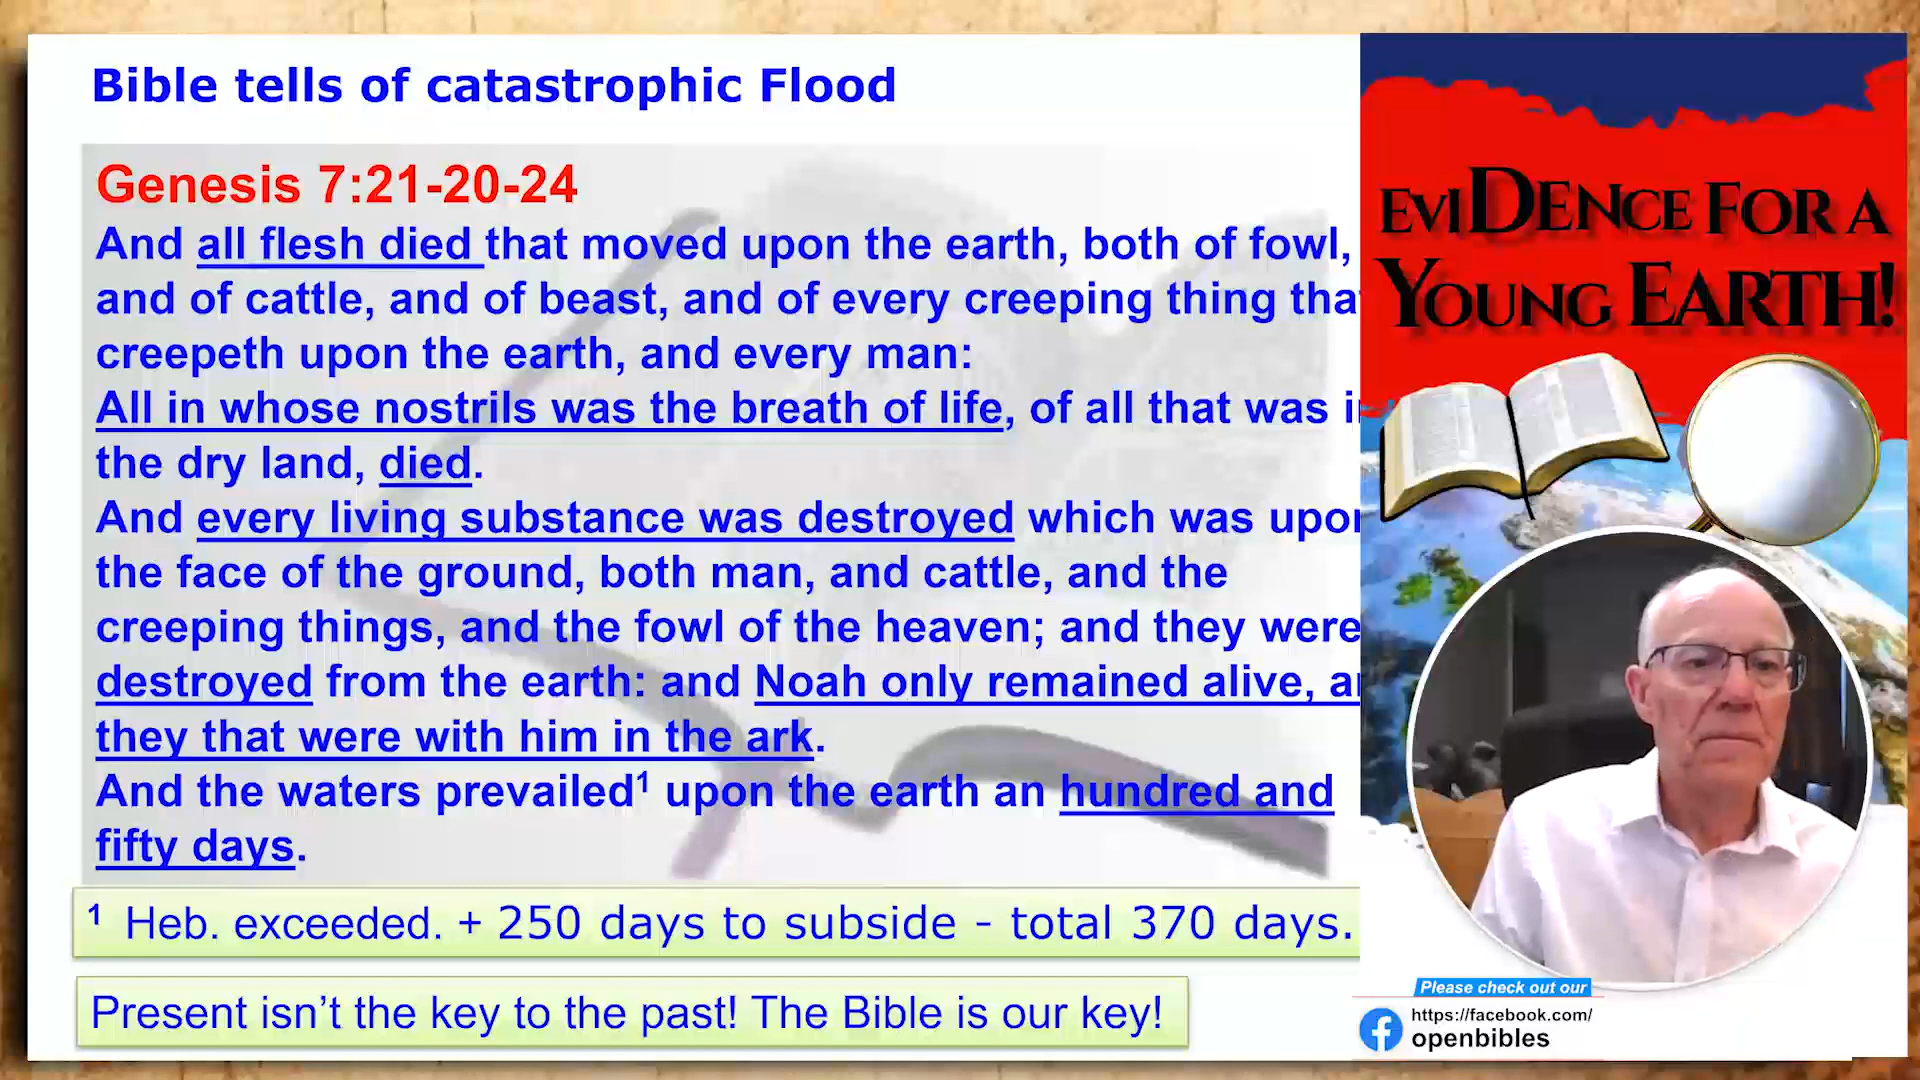 Bible tells of catastrophic Flood
Genesis 7:21-20-24
And all flesh died that moved upon the earth, both of fowl,
and of cattle, and of beast, and of every creeping thing tha
creepeth upon the earth, and every man:
All in whose nostrils was the breath of life, of all that was i
the dry land, died.
And every living substance was destroyed which was upo
the face of the ground, both man, and cattle, and the
creeping things, and the fowl of the heaven; and they were
destroyed from the earth: and Noah only remained alive, a
they that were with him in the ark.
And the waters prevailed¹ upon the earth an hundred and
fifty days.
¹ Heb. exceeded. + 250 days to subside - total 370 days.
Present isn’t the key to the past! The Bible is our key!
EviDence For a
Young Earth!
Please check out our
https://facebook.com/
openbibles